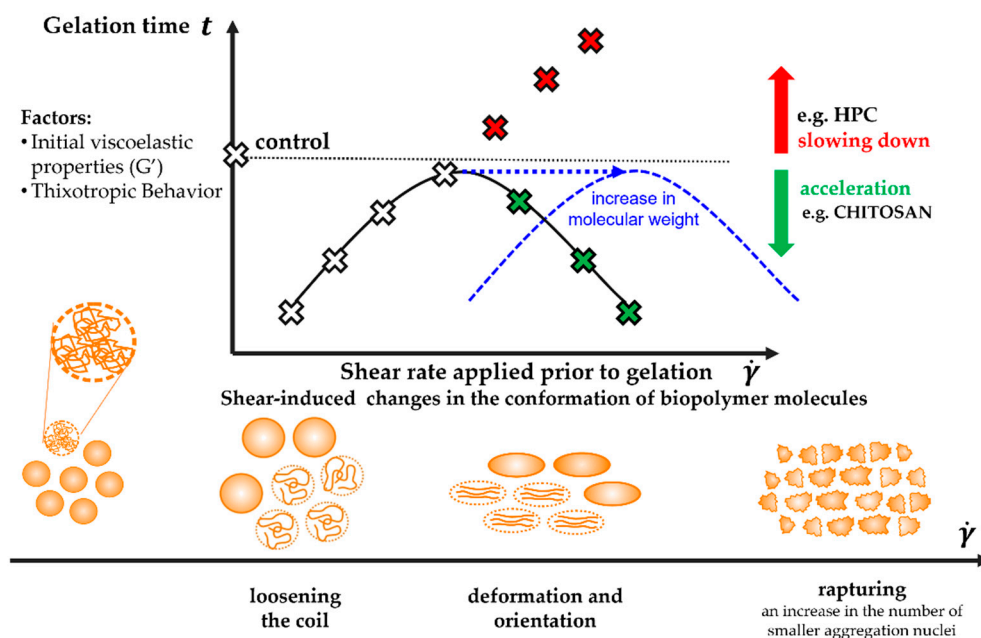 Gelation time t
Factors:
• Initial viscoelastic
properties (G′)
• Thixotropic Behavior
control
e.g. HPC
slowing down
acceleration
e.g. CHITOSAN
increase in
molecular weight
Shear rate applied prior to gelation γ̇
Shear-induced changes in the conformation of biopolymer molecules
γ̇
loosening
the coil
deformation and
orientation
rapturing
an increase in the number of
smaller aggregation nuclei